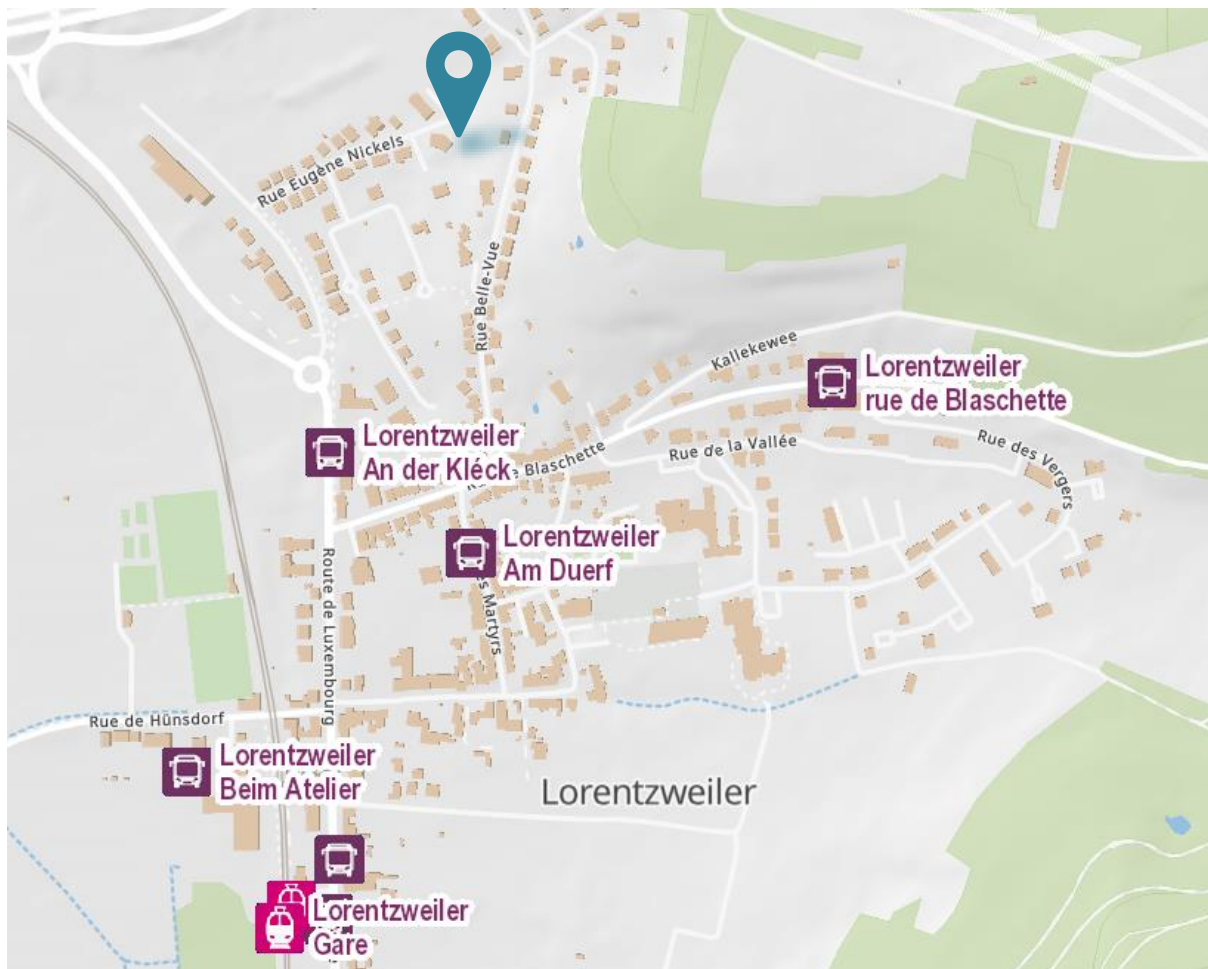 Rue Eugène Nickels
Rue Belle-Vue
Kallekewee
Lorentzweiler
rue de Blaschette
Lorentzweiler
An der Kléck
Blaschette
Rue de la Vallée
Rue des Vergers
Lorentzweiler
Am Duerf
Martyrs
Route de Luxembourg
Rue de Hünsdorf
Lorentzweiler
Beim Atelier
Lorentzweiler
Lorentzweiler
Gare